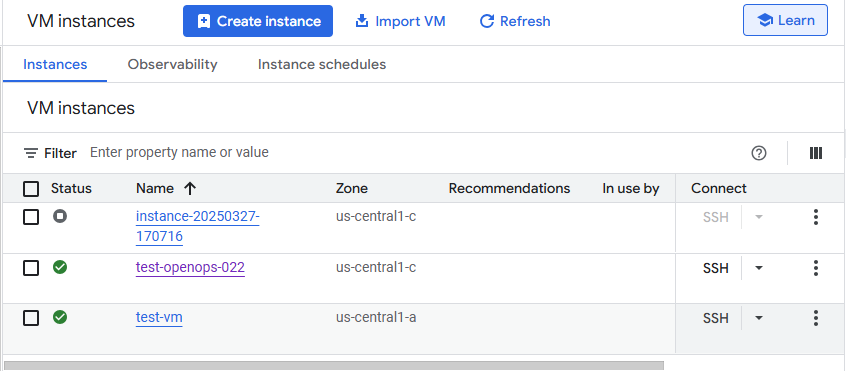 VM instances Create instance Import VM Refresh Learn
Instances Observability Instance schedules
VM instances
Filter Enter property name or value
Status Name Zone Recommendations In use by Connect
instance-20250327- us-central1-c SSH
170716
test-openops-022 us-central1-c SSH
test-vm us-central1-a SSH